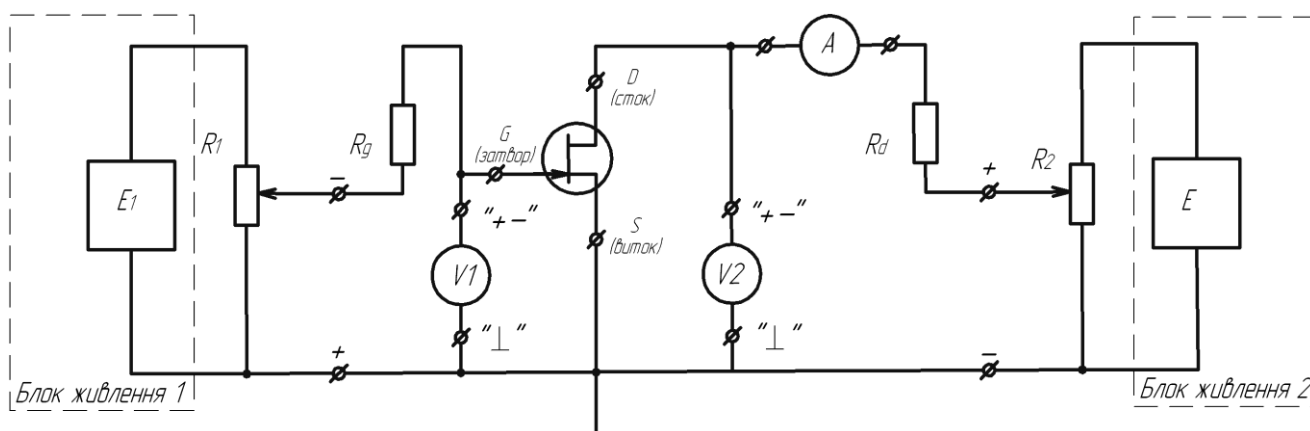 E1
R1
–
Rg
G
(затвор)
"+ –"
V1
"⊥"
+
Блок живлення 1
D
(сток)
S
(виток)
A
"+ –"
V2
"⊥"
Rd
+
R2
E
–
Блок живлення 2